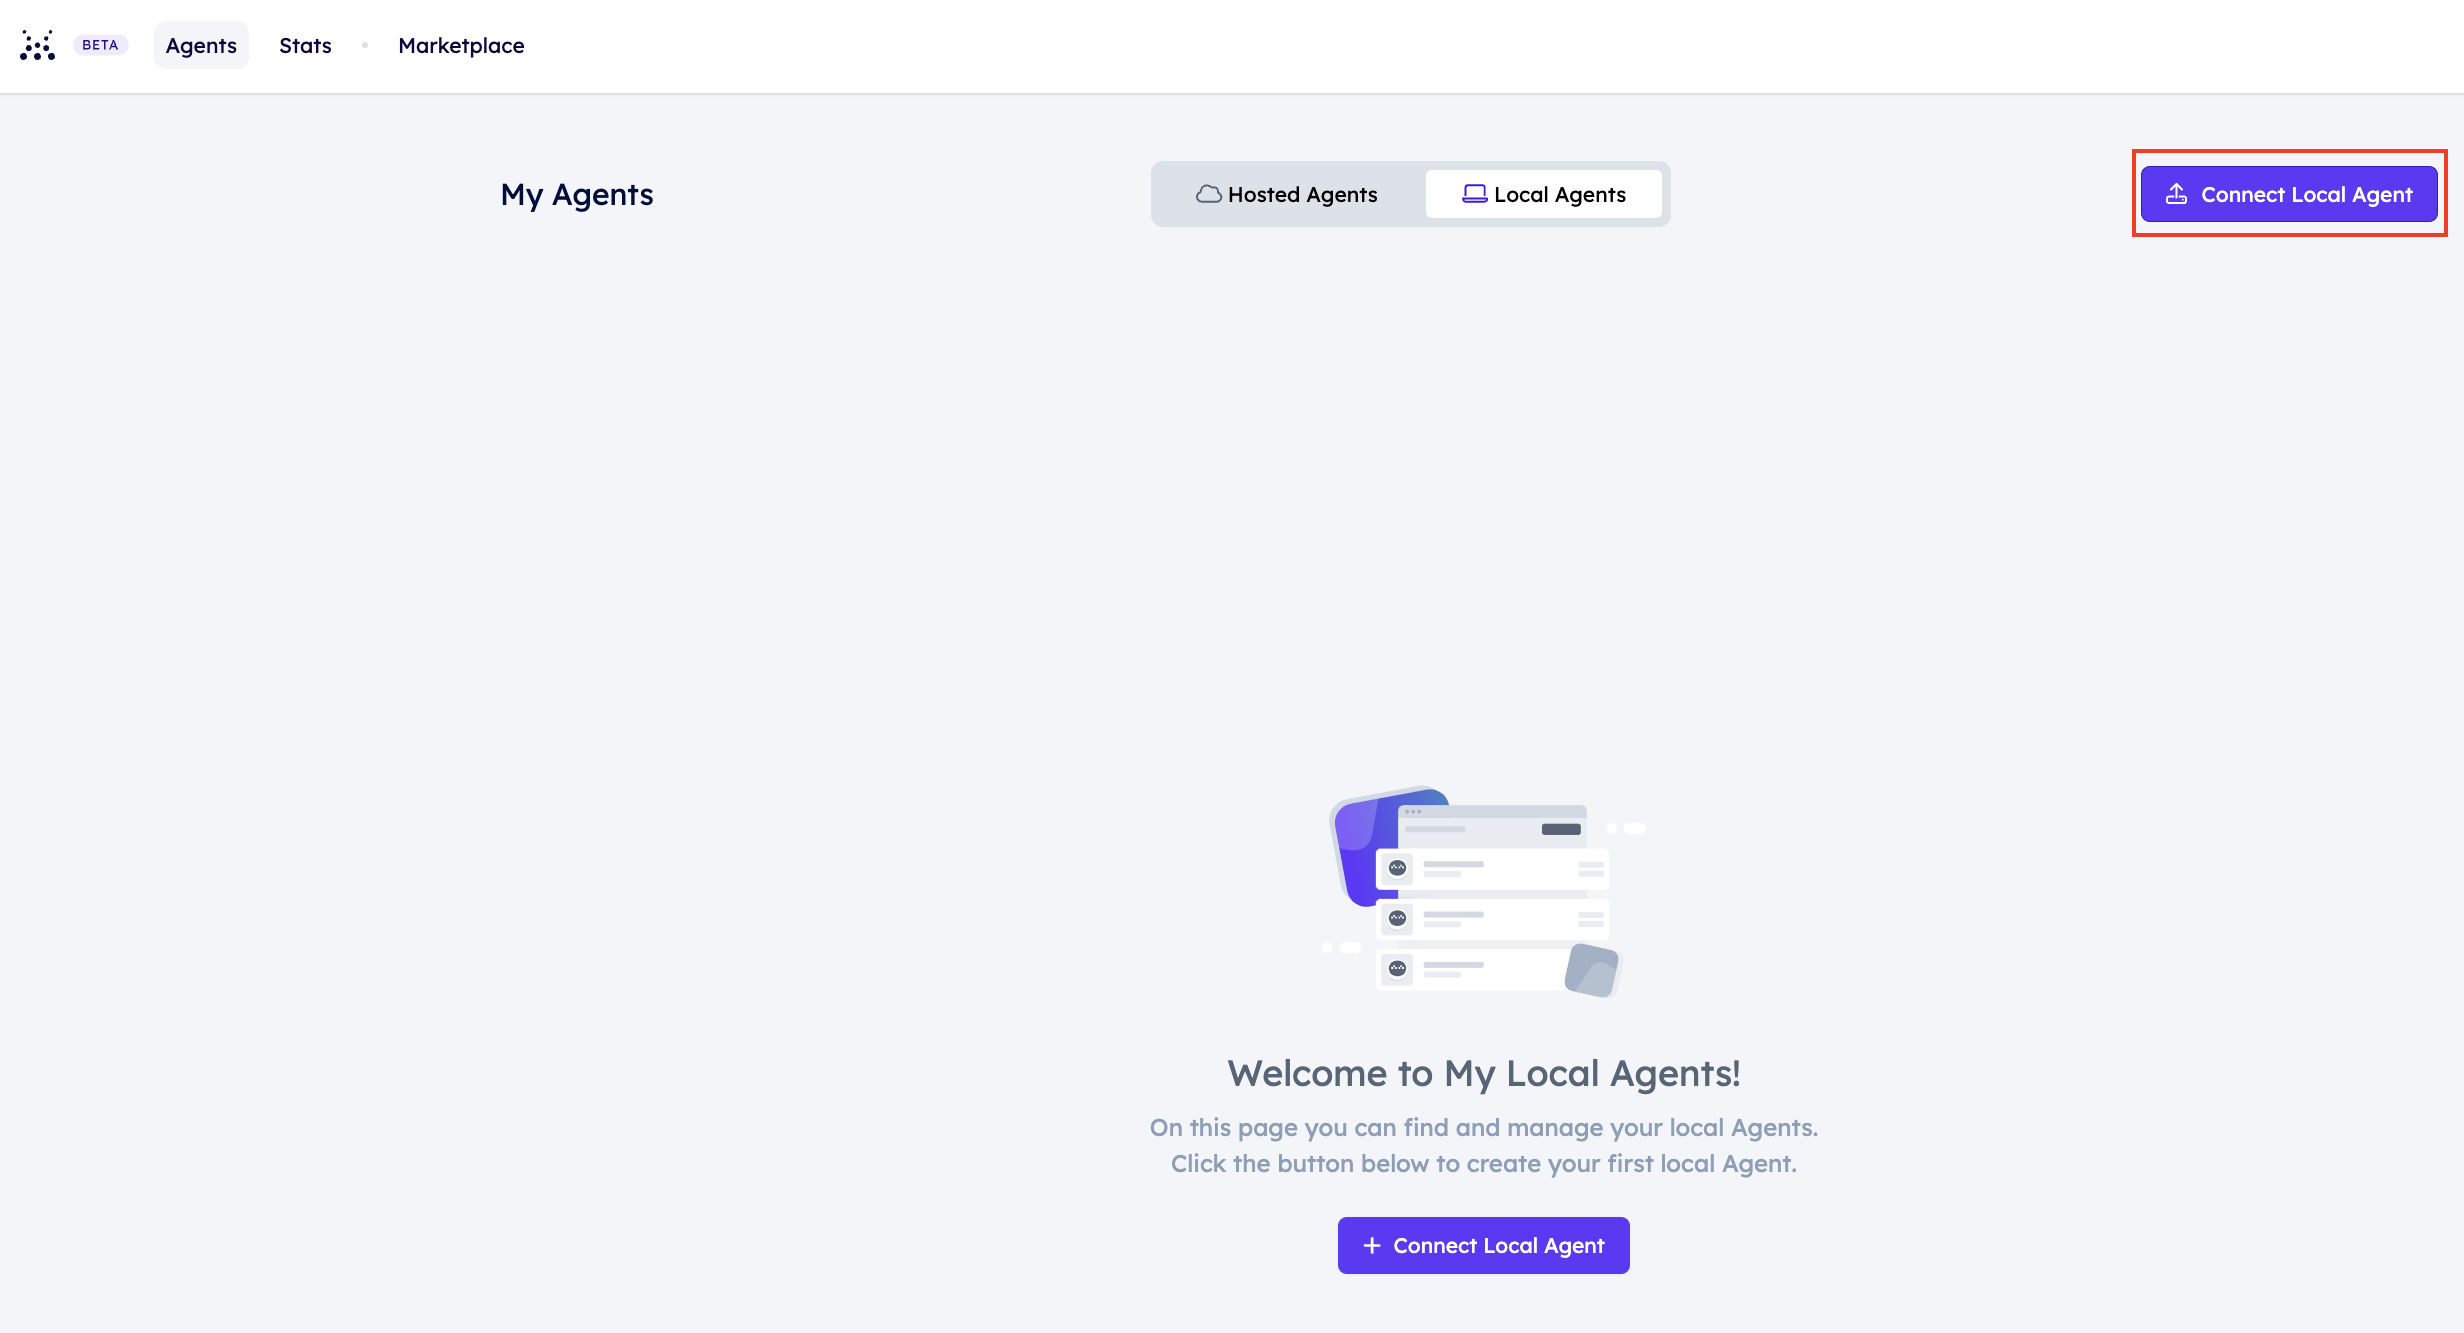 BETA
Agents
Stats
Marketplace
My Agents
Hosted Agents
Local Agents
Connect Local Agent
Welcome to My Local Agents!
On this page you can find and manage your local Agents.
Click the button below to create your first local Agent.
+ Connect Local Agent